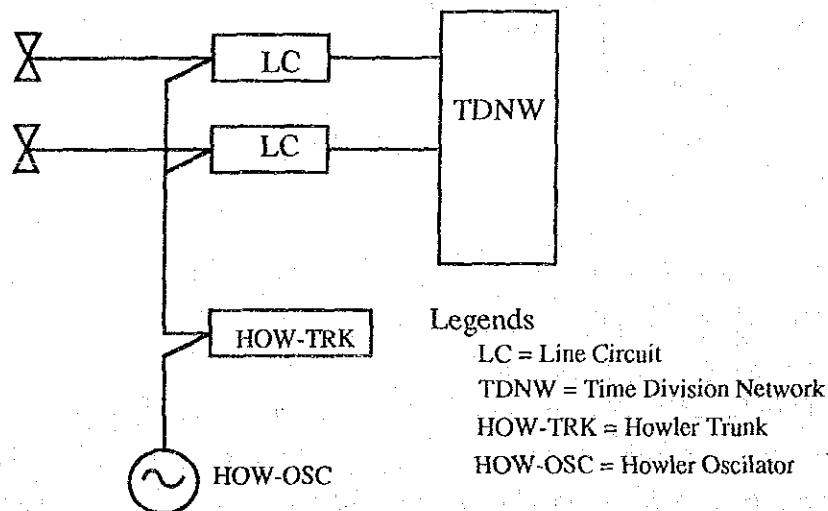 LC
TDNW
LC
HOW-TRK
HOW-OSC
Legends
LC = Line Circuit
TDNW = Time Division Network
HOW-TRK = Howler Trunk
HOW-OSC = Howler Oscilator